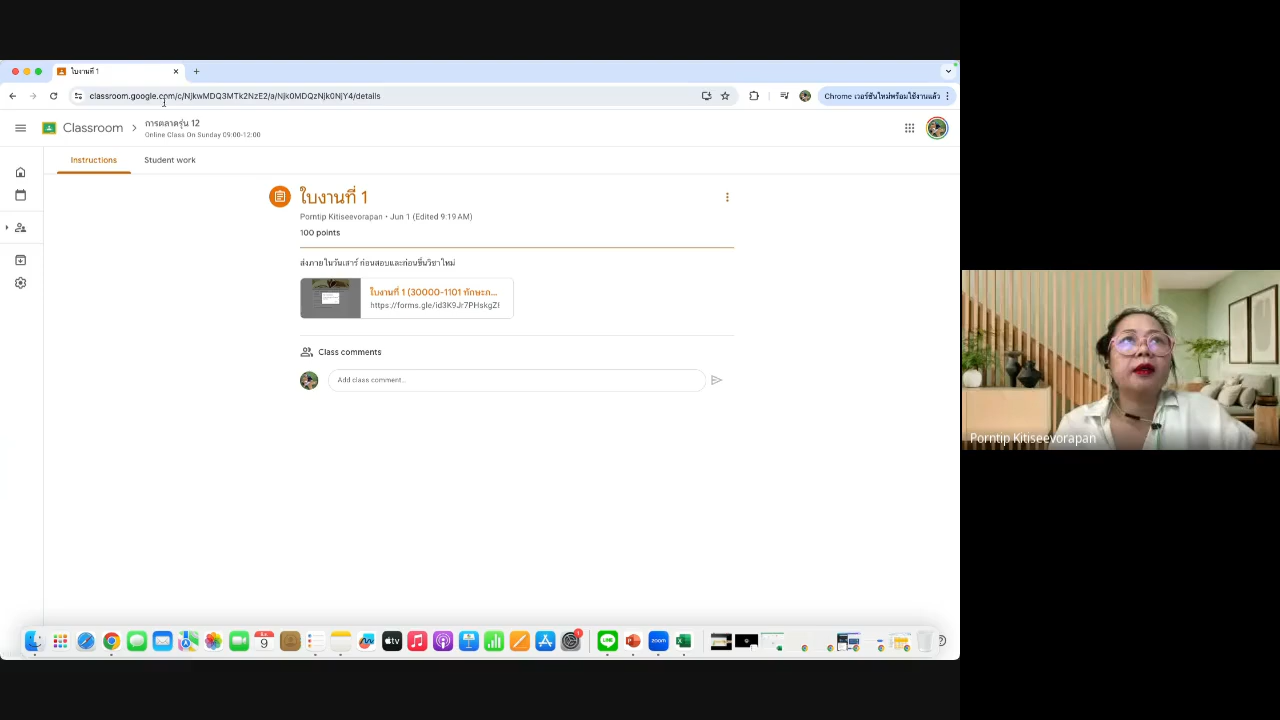 ใบงานที่ 1
classroom.google.com/c/NjkwMDQ3MTk2NzE2/a/Njk0MDQzNjk0NjY4/details
Chrome เวอร์ชันใหม่พร้อมใช้งานแล้ว
Classroom
การตลาดรุ่น 12
Online Class On Sunday 09:00-12:00
Instructions
Student work
ใบงานที่ 1
Porntip Kitiseevorapan • Jun 1 (Edited 9:19 AM)
100 points
ส่งภายในวันเสาร์ ก่อนสอบและก่อนขึ้นวิชาใหม่
ใบงานที่ 1 (30000-1101 ทักษะภ...
https://forms.gle/id3K9Jr7PHskgZ
Class comments
Add class comment...
Porntip Kitiseevorapan
9
tv
LINE
zoom